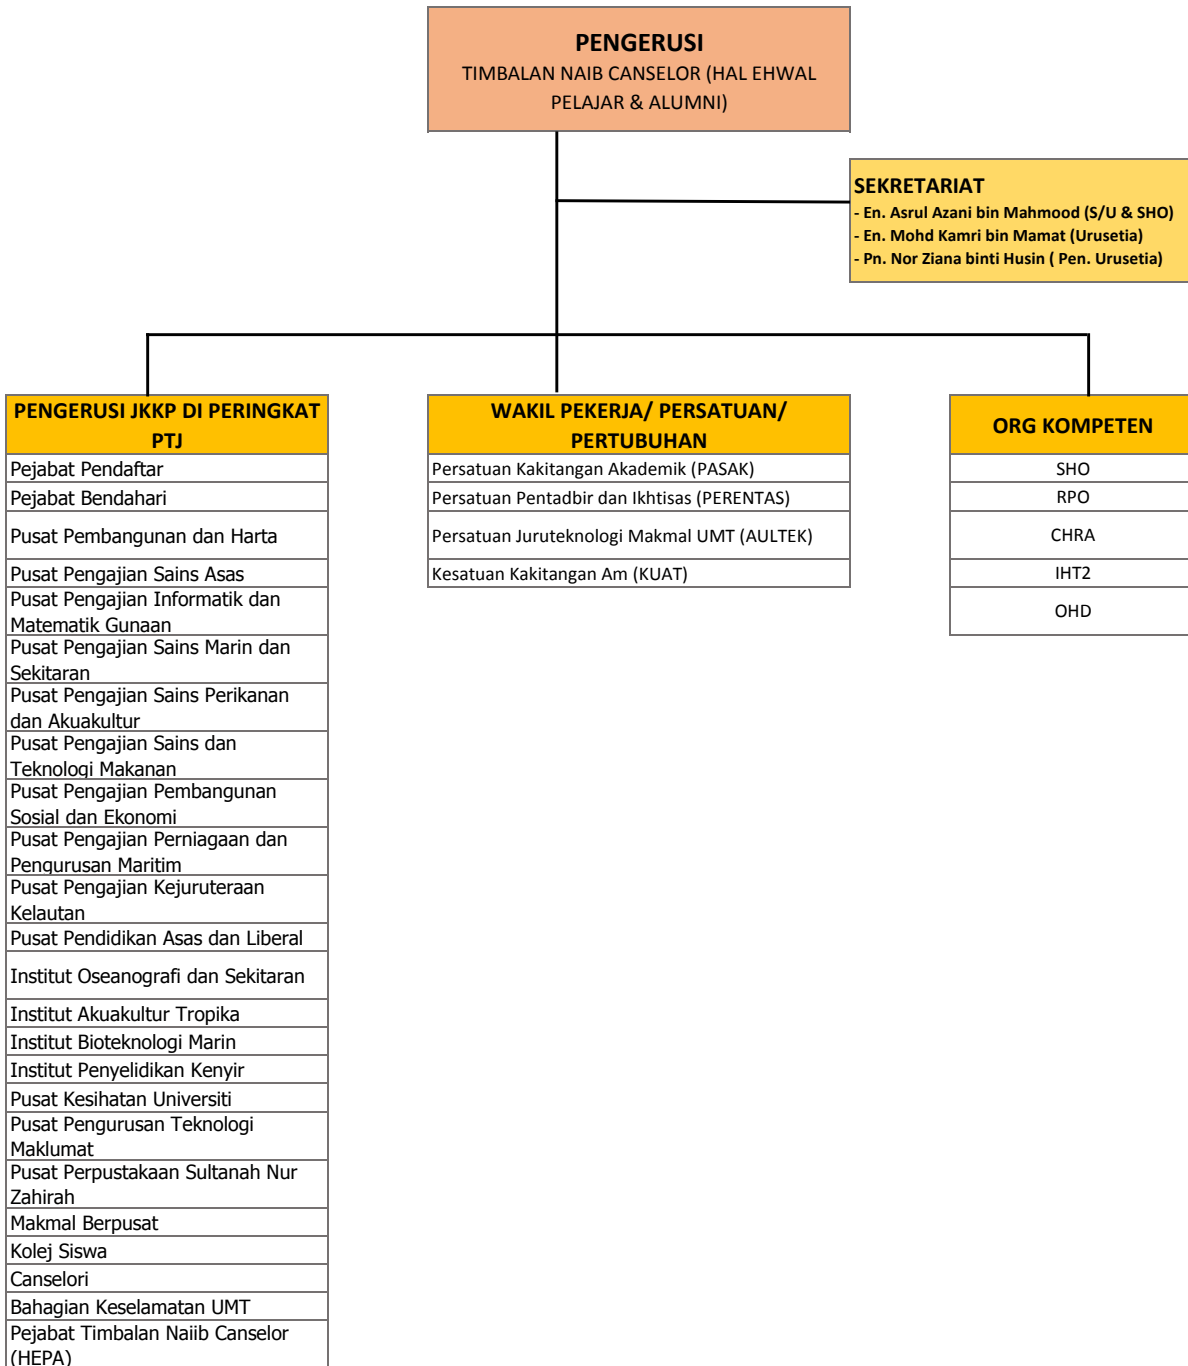 PENGERUSI
TIMBALAN NAIB CANSELOR (HAL EHWAL
PELAJAR & ALUMNI)
SEKRETARIAT
- En. Asrul Azani bin Mahmood (S/U & SHO)
- En. Mohd Kamri bin Mamat (Urusetia)
- Pn. Nor Ziana binti Husin ( Pen. Urusetia)
PENGERUSI JKKP DI PERINGKAT
PTJ
Pejabat Pendaftar
Pejabat Bendahari
Pusat Pembangunan dan Harta
Pusat Pengajian Sains Asas
Pusat Pengajian Informatik dan
Matematik Gunaan
Pusat Pengajian Sains Marin dan
Sekitaran
Pusat Pengajian Sains Perikanan
dan Akuakultur
Pusat Pengajian Sains dan
Teknologi Makanan
Pusat Pengajian Pembangunan
Sosial dan Ekonomi
Pusat Pengajian Perniagaan dan
Pengurusan Maritim
Pusat Pengajian Kejuruteraan
Kelautan
Pusat Pendidikan Asas dan Liberal
Institut Oseanografi dan Sekitaran
Institut Akuakultur Tropika
Institut Bioteknologi Marin
Institut Penyelidikan Kenyir
Pusat Kesihatan Universiti
Pusat Pengurusan Teknologi
Maklumat
Pusat Perpustakaan Sultanah Nur
Zahirah
Makmal Berpusat
Kolej Siswa
Canselori
Bahagian Keselamatan UMT
Pejabat Timbalan Naiib Canselor
(HEPA)
WAKIL PEKERJA/ PERSATUAN/
PERTUBUHAN
Persatuan Kakitangan Akademik (PASAK)
Persatuan Pentadbir dan Ikhtisas (PERENTAS)
Persatuan Juruteknologi Makmal UMT (AULTEK)
Kesatuan Kakitangan Am (KUAT)
ORG KOMPETEN
SHO
RPO
CHRA
IHT2
OHD